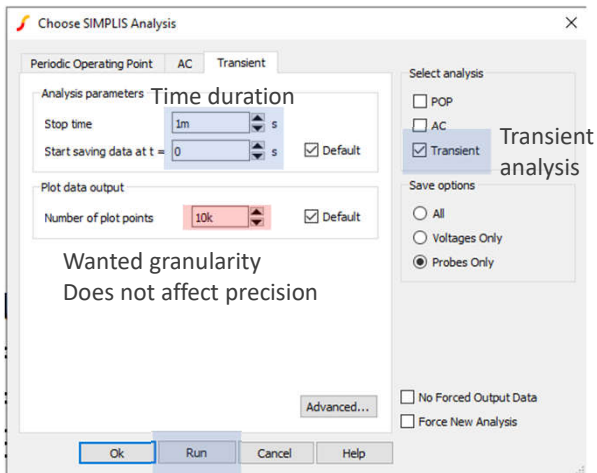 Choose SIMPLIS Analysis
Periodic Operating Point AC Transient
Analysis parameters
Time duration
Stop time 1m s
Start saving data at t = 0 s Default
Plot data output
Number of plot points 10k Default
Wanted granularity
Does not affect precision
Select analysis
POP
AC
Transient
Transient
analysis
Save options
All
Voltages Only
Probes Only
Advanced...
No Forced Output Data
Force New Analysis
Ok Run Cancel Help